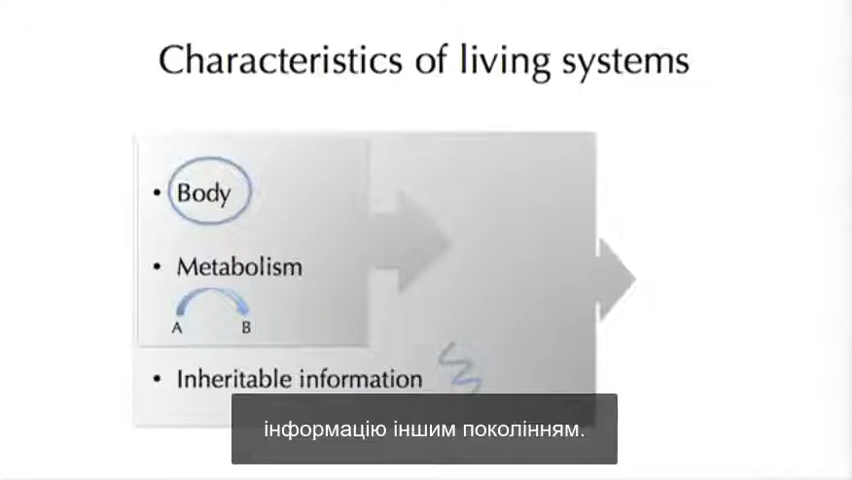 Characteristics of living systems
• Body
• Metabolism
A B
• Inheritable information
інформацію іншим поколінням.